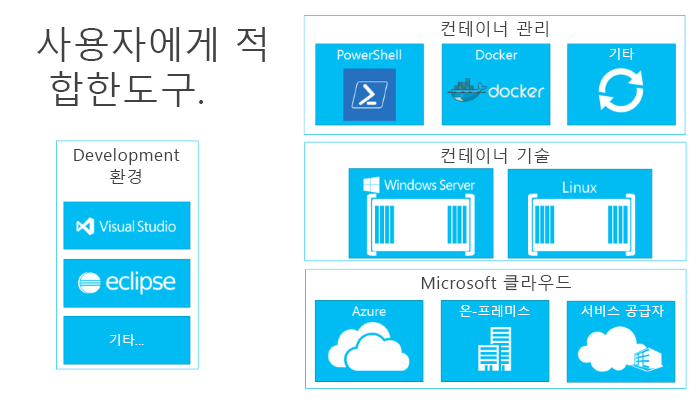 사용자에게 적
합한도구.
Development
환경
Visual Studio
eclipse
기타...
컨테이너 관리
PowerShell
Docker
기타
docker
컨테이너 기술
Windows Server
Linux
Microsoft 클라우드
Azure
온-프레미스
서비스 공급자